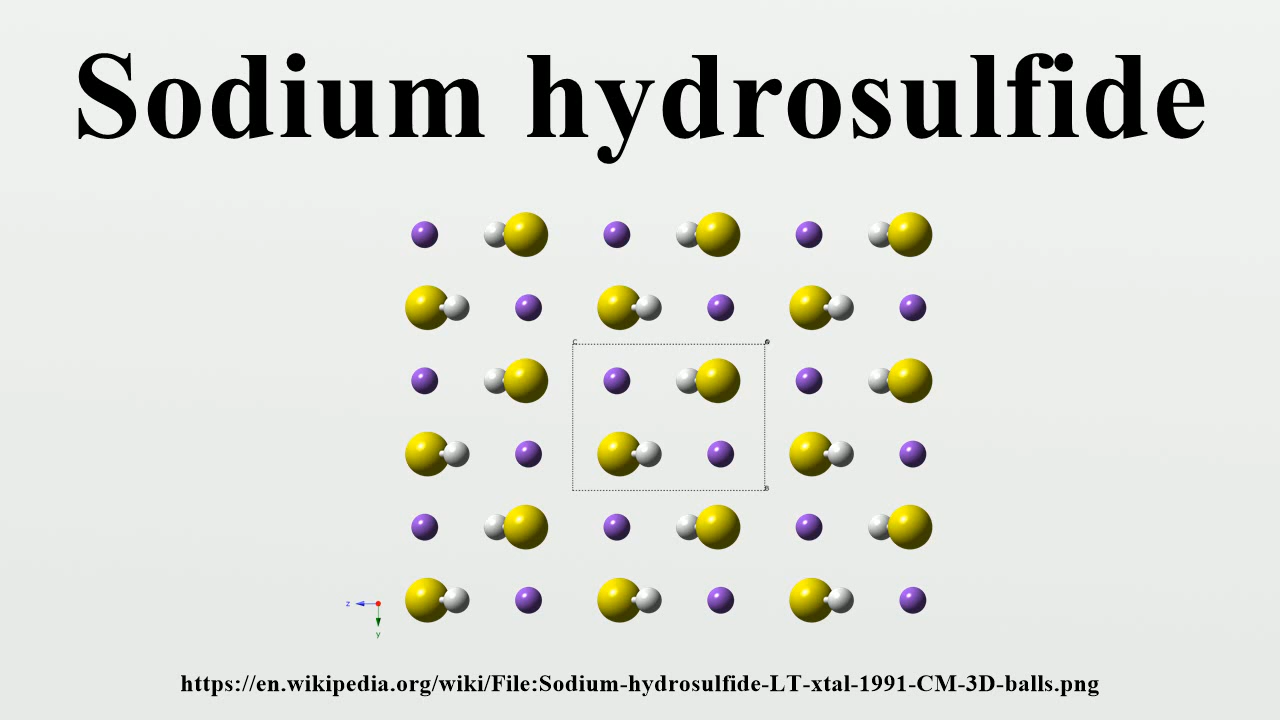 Sodium hydrosulfide
C
B
z
y
https://en.wikipedia.org/wiki/File:Sodium-hydrosulfide-LT-xtal-1991-CM-3D-balls.png